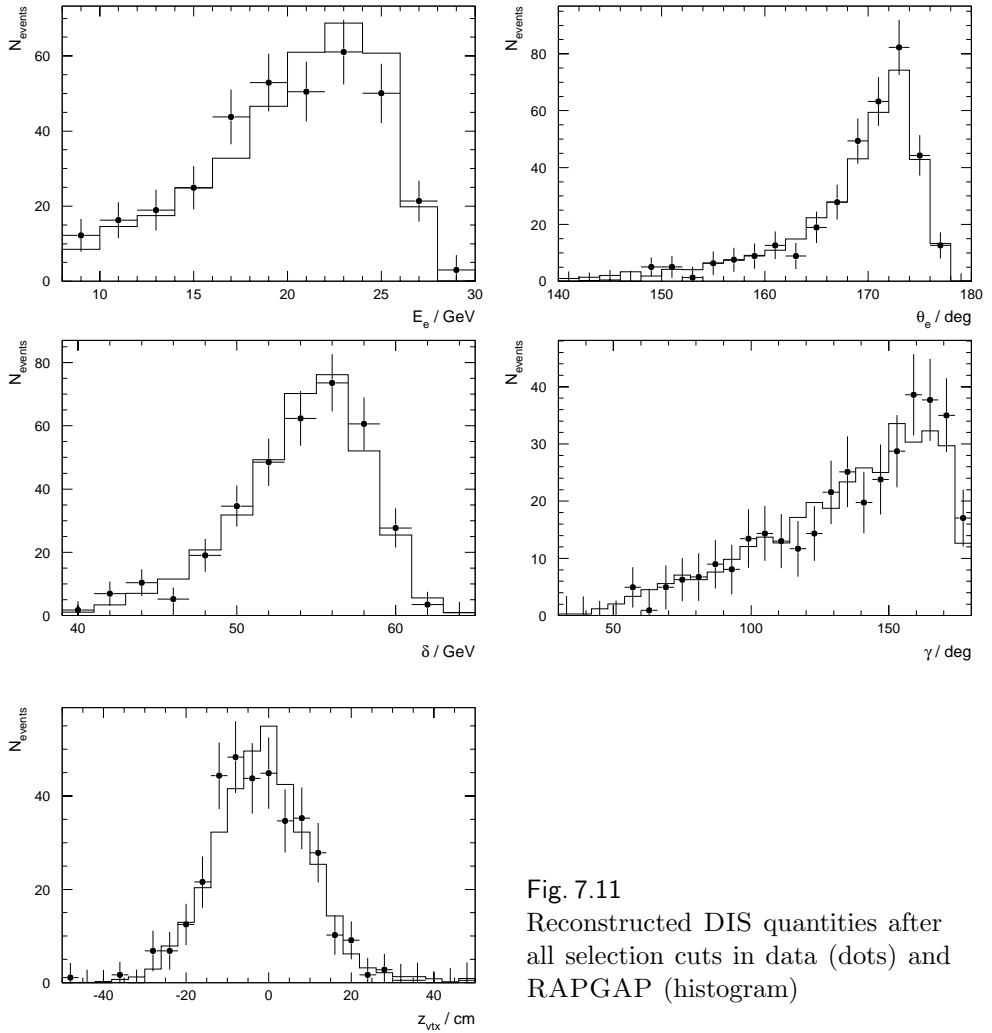 N_events
60
40
20
0
10 15 20 25 30
E_e / GeV
N_events
80
60
40
20
0
140 150 160 170 180
θ_e / deg
N_events
80
60
40
20
0
40 50 60
δ / GeV
N_events
40
30
20
10
0
50 100 150
γ / deg
N_events
40
20
0
-40 -20 0 20 40
z_vtx / cm
Fig. 7.11
Reconstructed DIS quantities after
all selection cuts in data (dots) and
RAPGAP (histogram)